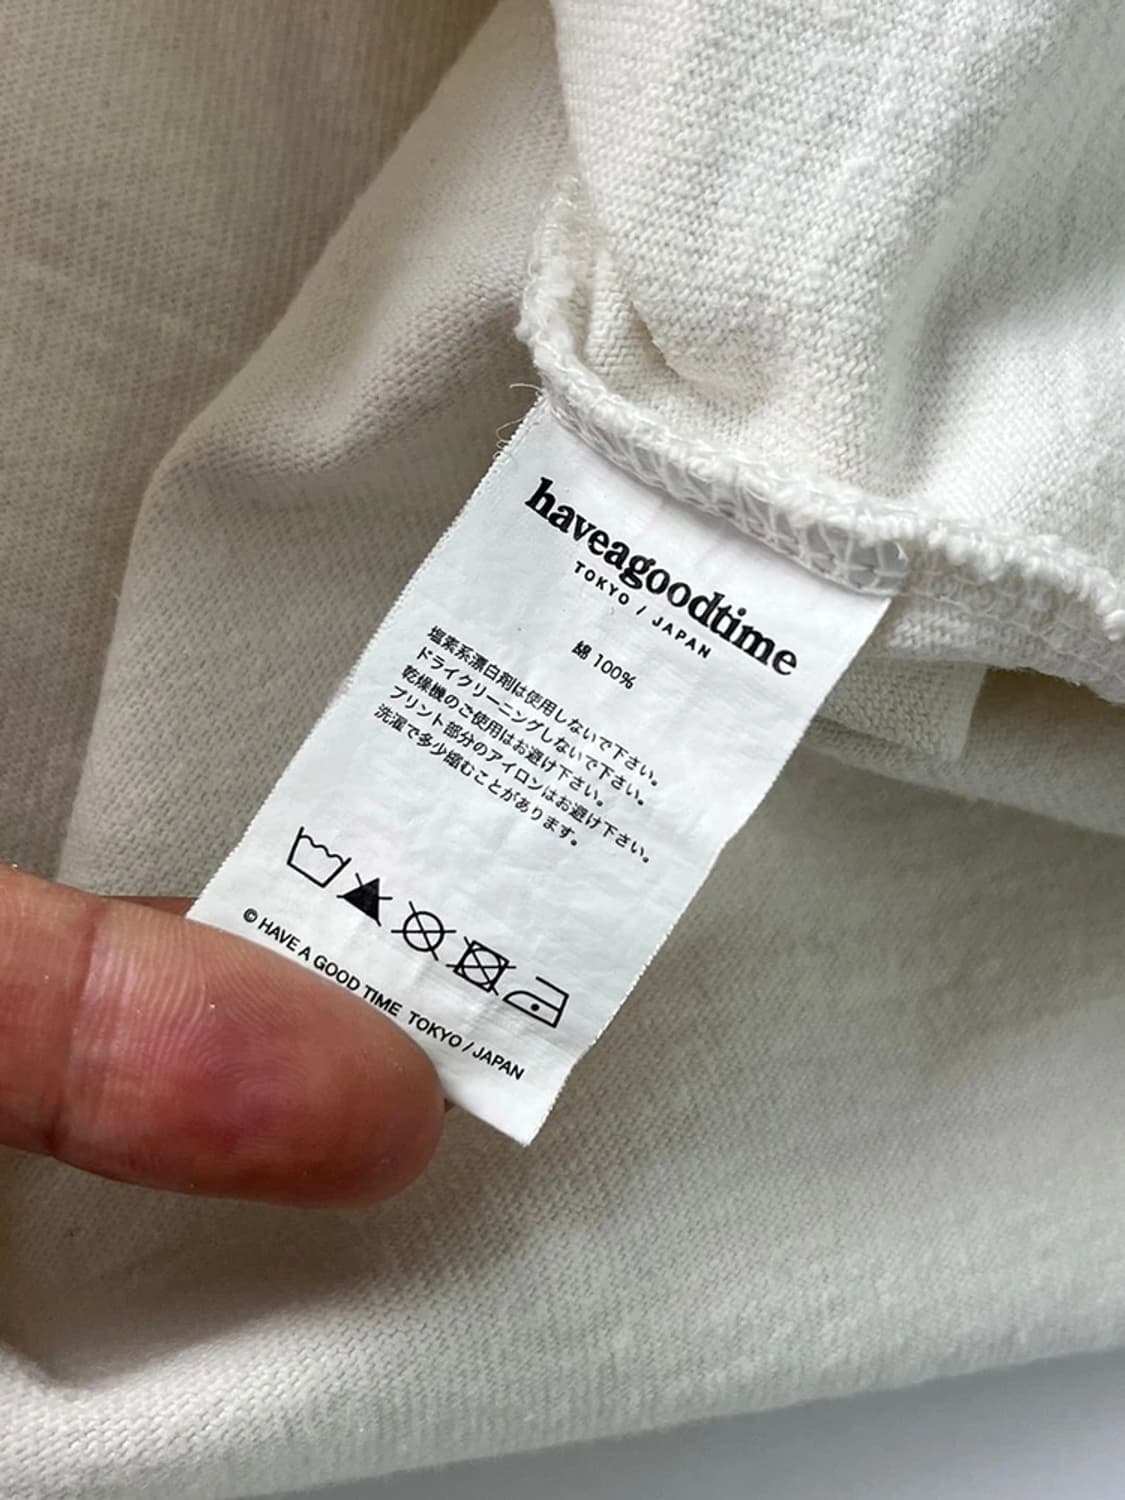 haveagoodtime
TOKYO / JAPAN
綿 100%
塩素系漂白剤は使用しないで下さい。
ドライクリーニングしないで下さい。
乾燥機のご使用はお避け下さい。
プリント部分のアイロンはお避け下さい。
洗濯で多少縮むことがあります。
© HAVE A GOOD TIME TOKYO / JAPAN